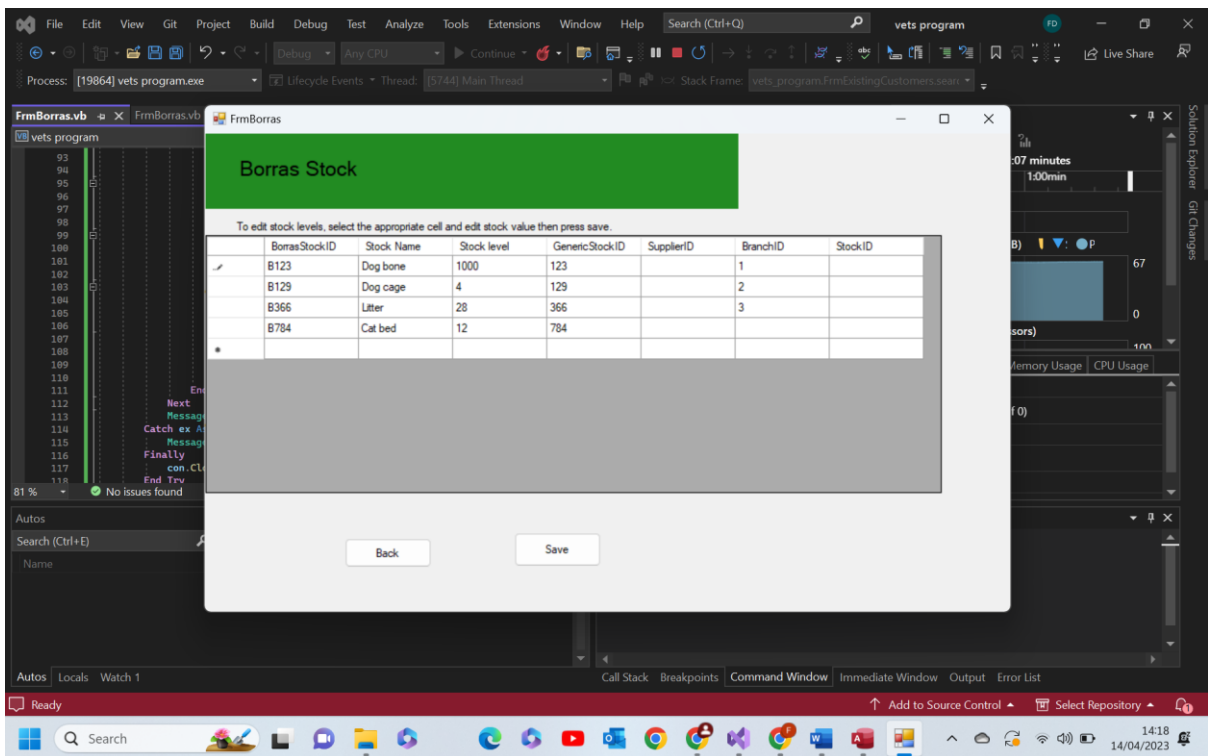 File Edit View Git Project Build Debug Test Analyze Tools Extensions Window Help Search (Ctrl+Q) vets program FD
Debug Any CPU Continue Live Share
Process: [19864] vets program.exe Lifecycle Events Thread: [5744] Main Thread Stack Frame: vets_program.FrmExistingCustomers.sear
FrmBorras.vb FrmBorras.vb FrmBorras
vets program
Borras Stock
:07 minutes
1:00min
To edit stock levels, select the appropriate cell and edit stock value then press save.
BorrasStockID Stock Name Stock level GenericStockID SupplierID BranchID StockID
B123 Dog bone 1000 123 1
B129 Dog cage 4 129 2
B366 Litter 28 366 3
B784 Cat bed 12 784
Back Save
93
94
95
96
97
98
99
100
101
102
103
104
105
106
107
108
109
110
111 En
112 Next
113 Messag
114 Catch ex A
115 Messag
116 Finally
117 con.Cl
118 End Try
B) P
67
0
sors)
100
Memory Usage CPU Usage
f 0)
Solution Explorer
Git Changes
81 % No issues found
Autos
Search (Ctrl+E)
Name
Autos Locals Watch 1
Call Stack Breakpoints Command Window Immediate Window Output Error List
Ready Add to Source Control Select Repository
Search
14:18
14/04/2023